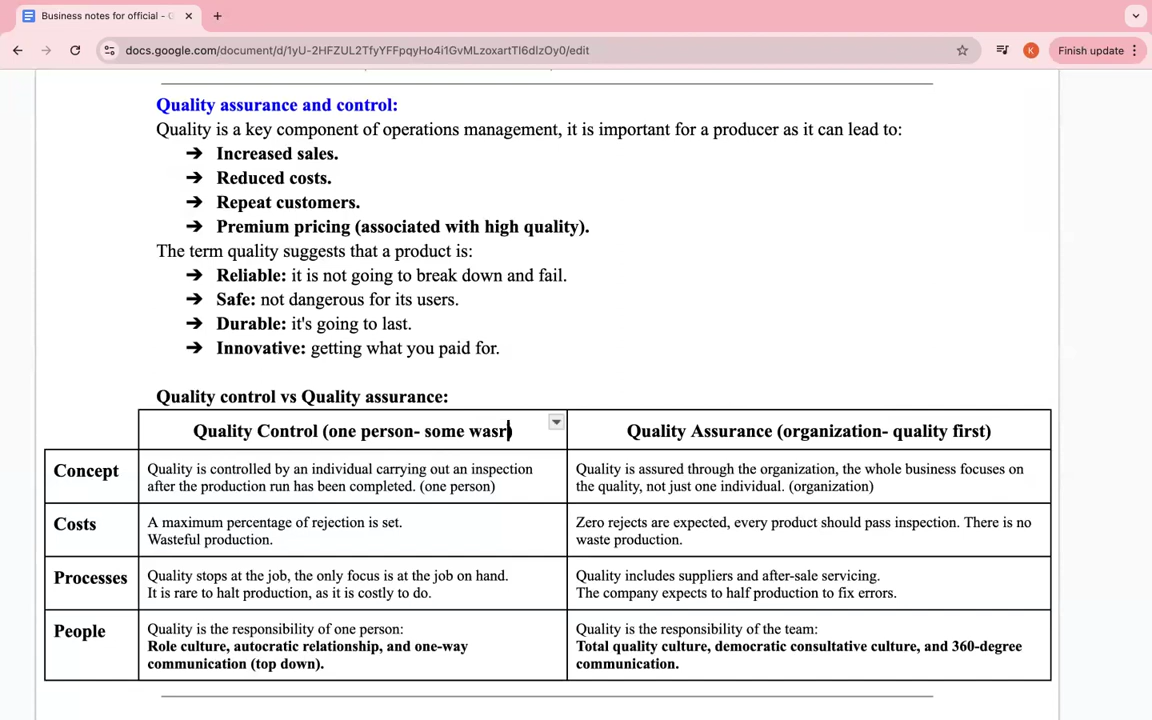 Business notes for official - G
docs.google.com/document/d/1yU-2HFZUL2TfyYFFpqyHo4i1GvMLzoxartTI6dIzOy0/edit
K
Finish update
Quality assurance and control:
Quality is a key component of operations management, it is important for a producer as it can lead to:
➔ Increased sales.
➔ Reduced costs.
➔ Repeat customers.
➔ Premium pricing (associated with high quality).
The term quality suggests that a product is:
➔ Reliable: it is not going to break down and fail.
➔ Safe: not dangerous for its users.
➔ Durable: it's going to last.
➔ Innovative: getting what you paid for.
Quality control vs Quality assurance:
Quality Control (one person- some wasr)
Quality Assurance (organization- quality first)
Concept
Quality is controlled by an individual carrying out an inspection
after the production run has been completed. (one person)
Quality is assured through the organization, the whole business focuses on
the quality, not just one individual. (organization)
Costs
A maximum percentage of rejection is set.
Wasteful production.
Zero rejects are expected, every product should pass inspection. There is no
waste production.
Processes
Quality stops at the job, the only focus is at the job on hand.
It is rare to halt production, as it is costly to do.
Quality includes suppliers and after-sale servicing.
The company expects to half production to fix errors.
People
Quality is the responsibility of one person:
Role culture, autocratic relationship, and one-way
communication (top down).
Quality is the responsibility of the team:
Total quality culture, democratic consultative culture, and 360-degree
communication.